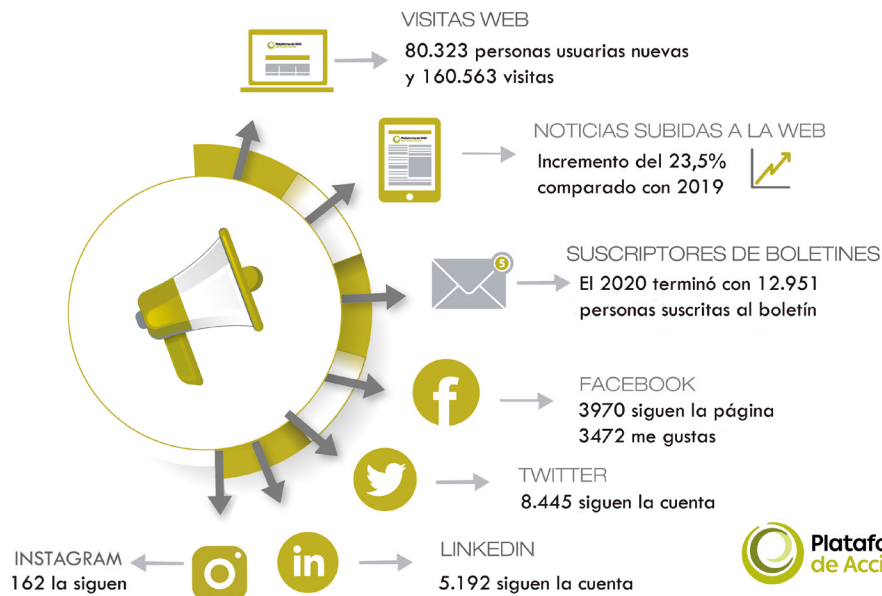 VISITAS WEB
80.323 personas usuarias nuevas
y 160.563 visitas
NOTICIAS SUBIDAS A LA WEB
Incremento del 23,5%
comparado con 2019
SUSCRIPTORES DE BOLETINES
5
El 2020 terminó con 12.951
personas suscritas al boletín
FACEBOOK
3970 siguen la página
3472 me gustas
TWITTER
8.445 siguen la cuenta
INSTAGRAM
162 la siguen
in
LINKEDIN
5.192 siguen la cuenta